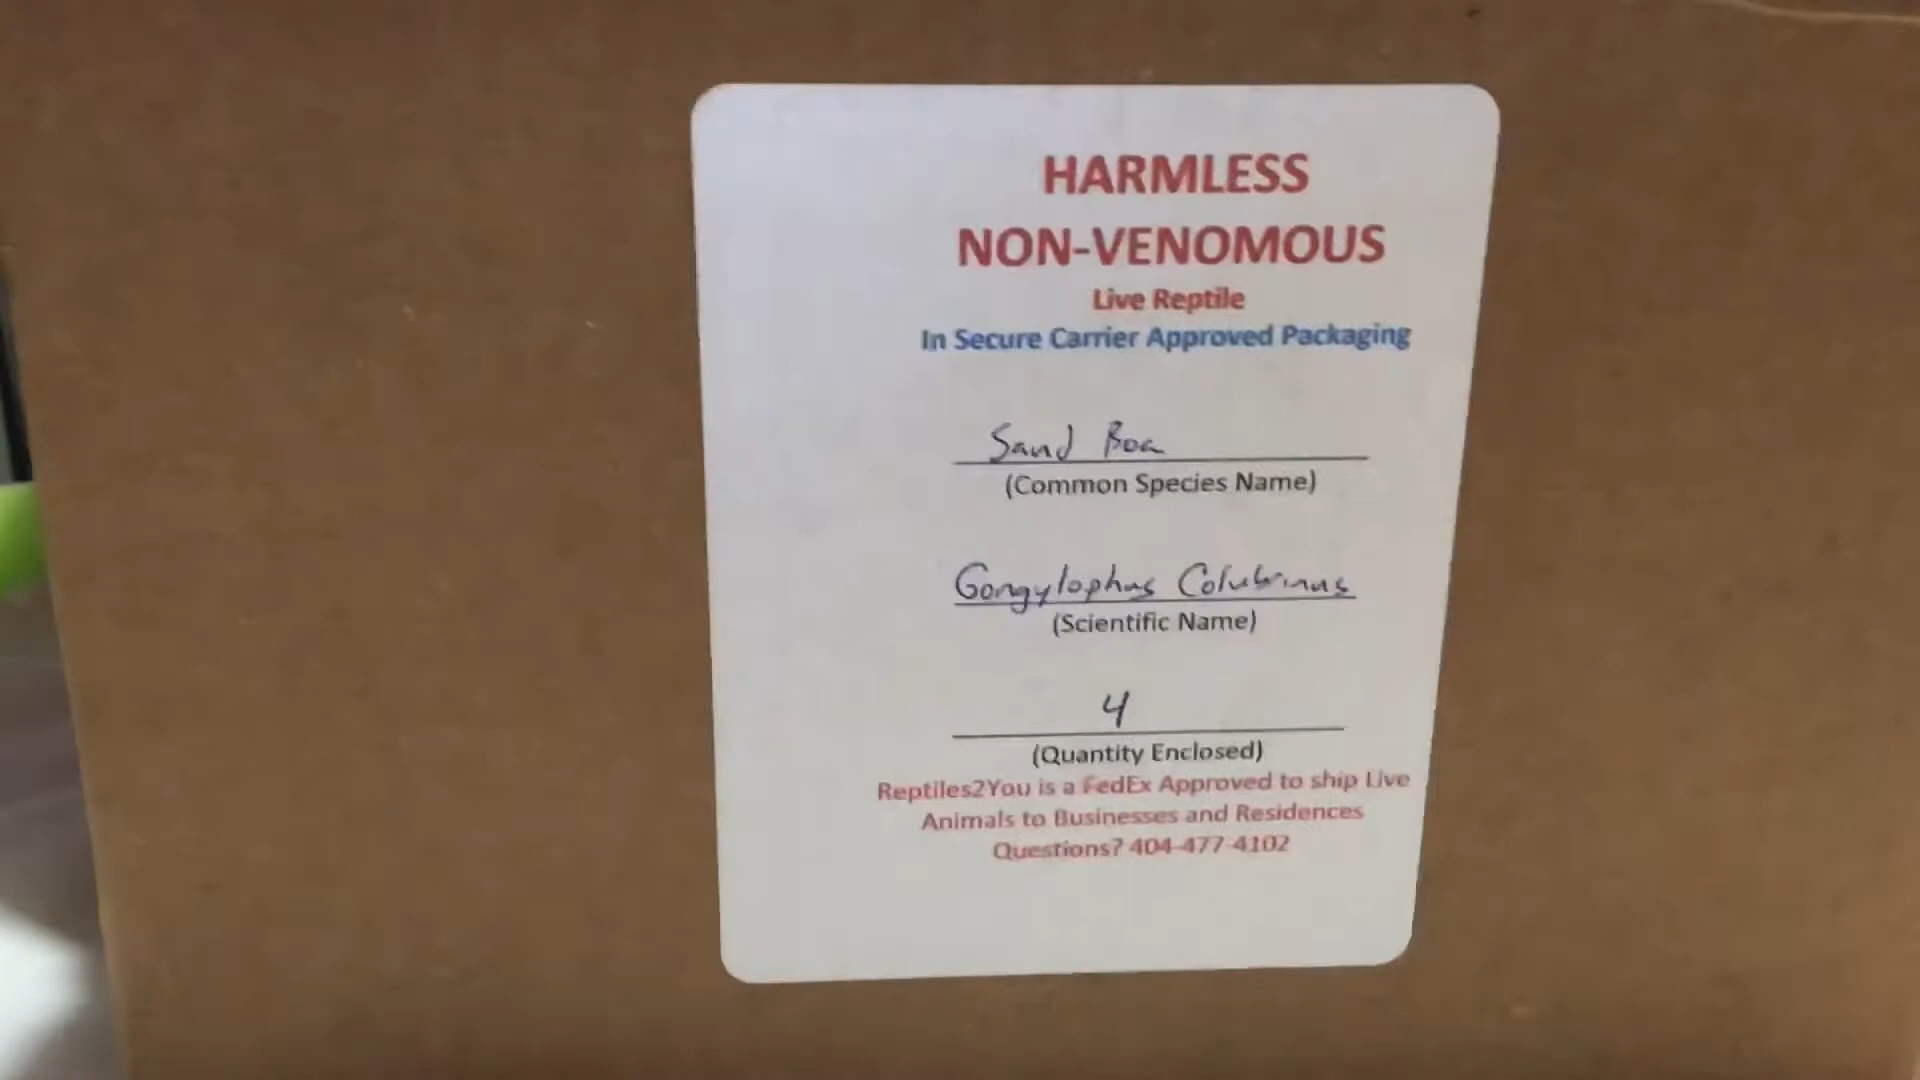 HARMLESS
NON-VENOMOUS
Live Reptile
In Secure Carrier Approved Packaging
Sand Boa
(Common Species Name)
Gongylophus Colubrinus
(Scientific Name)
4
(Quantity Enclosed)
Reptiles2You is a FedEx Approved to ship Live
Animals to Businesses and Residences
Questions? 404-477-4102